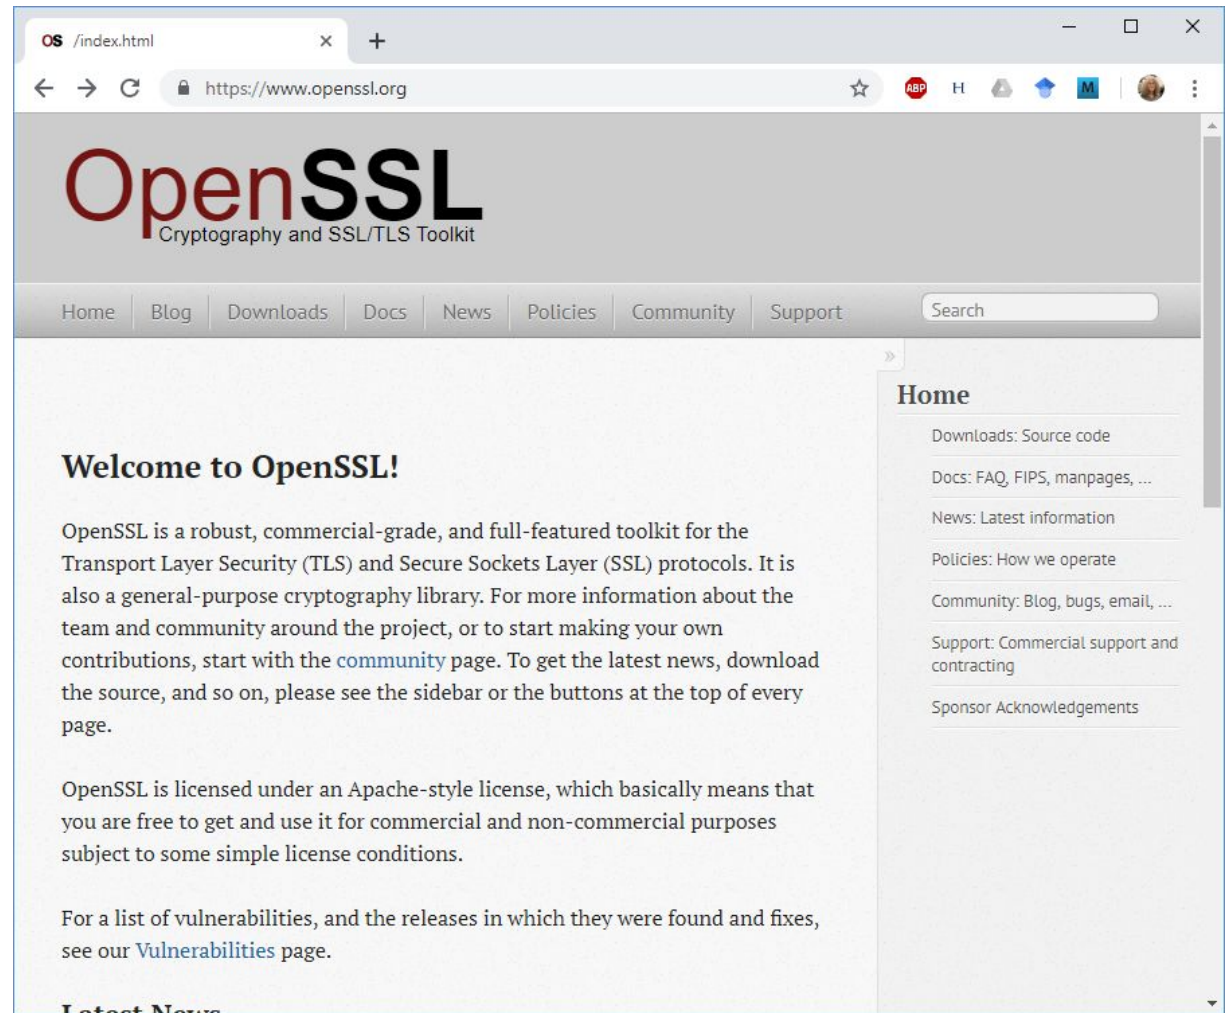 OS /index.html
https://www.openssl.org
ABP H M
OpenSSL
Cryptography and SSL/TLS Toolkit
Home Blog Downloads Docs News Policies Community Support Search
»
Home
Downloads: Source code
Docs: FAQ, FIPS, manpages, ...
News: Latest information
Policies: How we operate
Community: Blog, bugs, email, ...
Support: Commercial support and
contracting
Sponsor Acknowledgements
Welcome to OpenSSL!
OpenSSL is a robust, commercial-grade, and full-featured toolkit for the
Transport Layer Security (TLS) and Secure Sockets Layer (SSL) protocols. It is
also a general-purpose cryptography library. For more information about the
team and community around the project, or to start making your own
contributions, start with the community page. To get the latest news, download
the source, and so on, please see the sidebar or the buttons at the top of every
page.
OpenSSL is licensed under an Apache-style license, which basically means that
you are free to get and use it for commercial and non-commercial purposes
subject to some simple license conditions.
For a list of vulnerabilities, and the releases in which they were found and fixes,
see our Vulnerabilities page.
Latest News